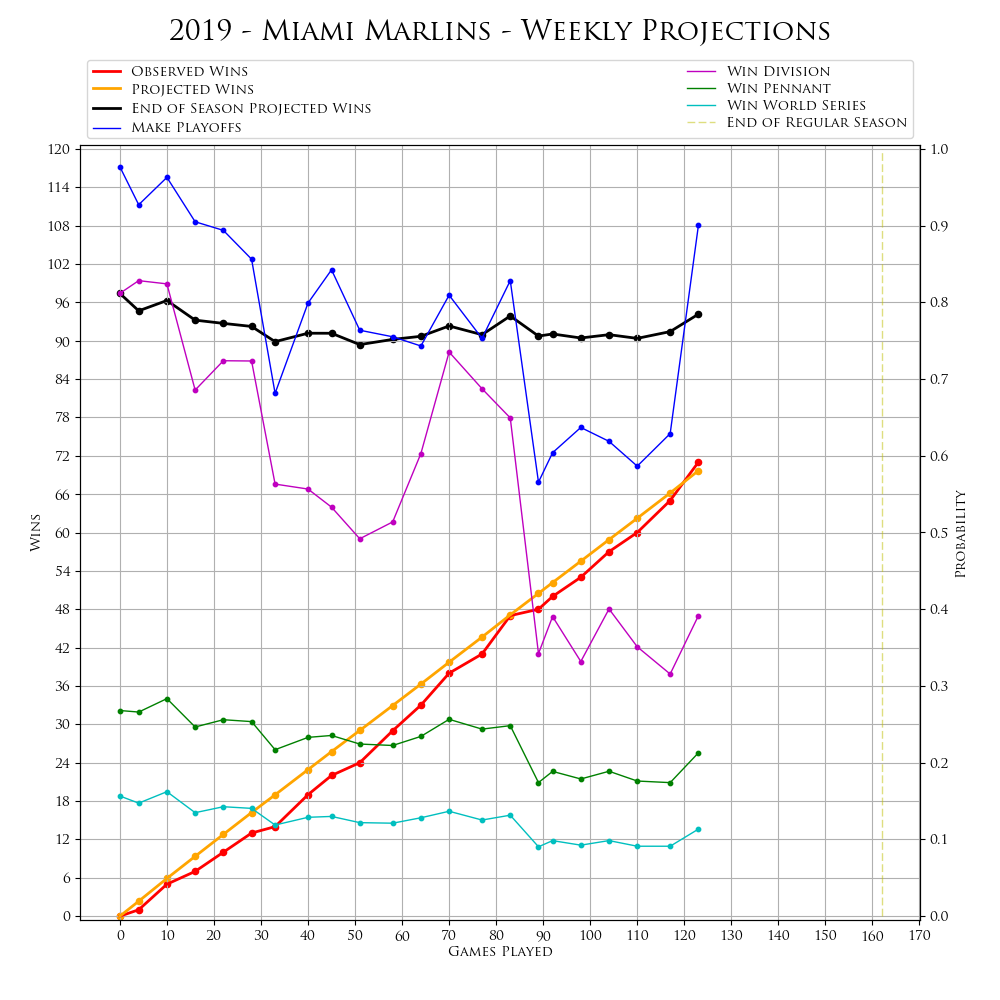 2019 - Miami Marlins - Weekly Projections
Observed Wins
Projected Wins
End of Season Projected Wins
Make Playoffs
Win Division
Win Pennant
Win World Series
End of Regular Season
120
114
108
102
96
90
84
78
72
66
60
54
48
42
36
30
24
18
12
6
0
Wins
1.0
0.9
0.8
0.7
0.6
0.5
0.4
0.3
0.2
0.1
0.0
Probability
0 10 20 30 40 50 60 70 80 90 100 110 120 130 140 150 160 170
Games Played